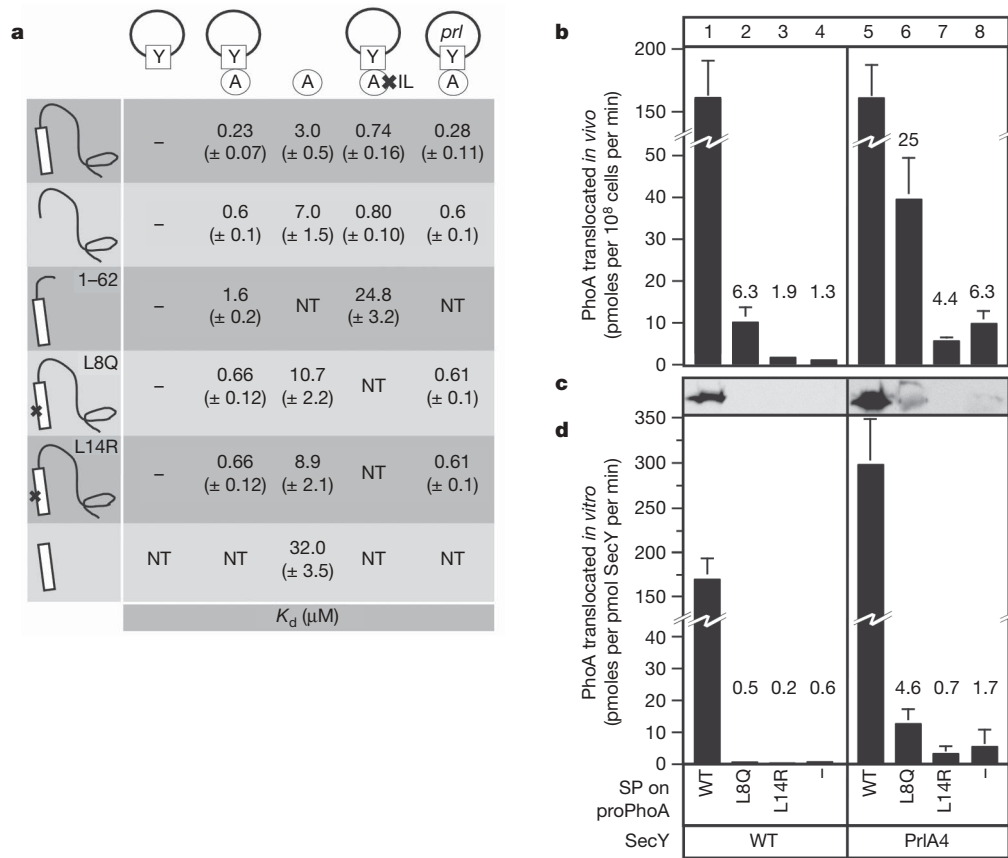 a
Y
Y
A
A
Y
A IL
prl
Y
A
–
0.23
(± 0.07)
3.0
(± 0.5)
0.74
(± 0.16)
0.28
(± 0.11)
–
0.6
(± 0.1)
7.0
(± 1.5)
0.80
(± 0.10)
0.6
(± 0.1)
1–62
–
1.6
(± 0.2)
NT
24.8
(± 3.2)
NT
L8Q
–
0.66
(± 0.12)
10.7
(± 2.2)
NT
0.61
(± 0.1)
L14R
–
0.66
(± 0.12)
8.9
(± 2.1)
NT
0.61
(± 0.1)
NT
NT
32.0
(± 3.5)
NT
NT
Kd (μM)
b
1 2 3 4 5 6 7 8
PhoA translocated in vivo
(pmoles per 10⁸ cells per min)
200
150
50
40
30
20
10
0
6.3
1.9
1.3
25
4.4
6.3
c
d
PhoA translocated in vitro
(pmoles per pmol SecY per min)
350
300
250
200
150
40
30
20
10
0
0.5
0.2
0.6
4.6
0.7
1.7
SP on
proPhoA
WT
L8Q
L14R
–
WT
L8Q
L14R
–
SecY
WT
PrlA4